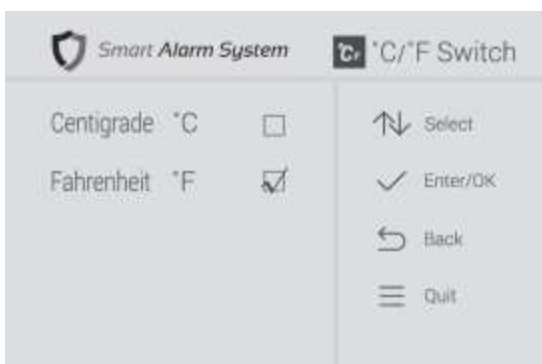 Smart Alarm System
°C/°F Switch
Centigrade °C
Fahrenheit °F
Select
Enter/OK
Back
Quit